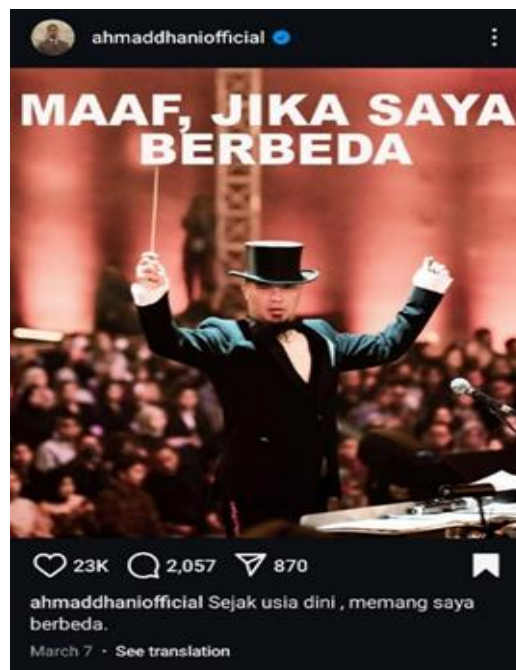 ahmaddhaniofficial
MAAF, JIKA SAYA
BERBEDA
23K 2,057 870
ahmaddhaniofficial Sejak usia dini , memang saya
berbeda.
March 7 • See translation